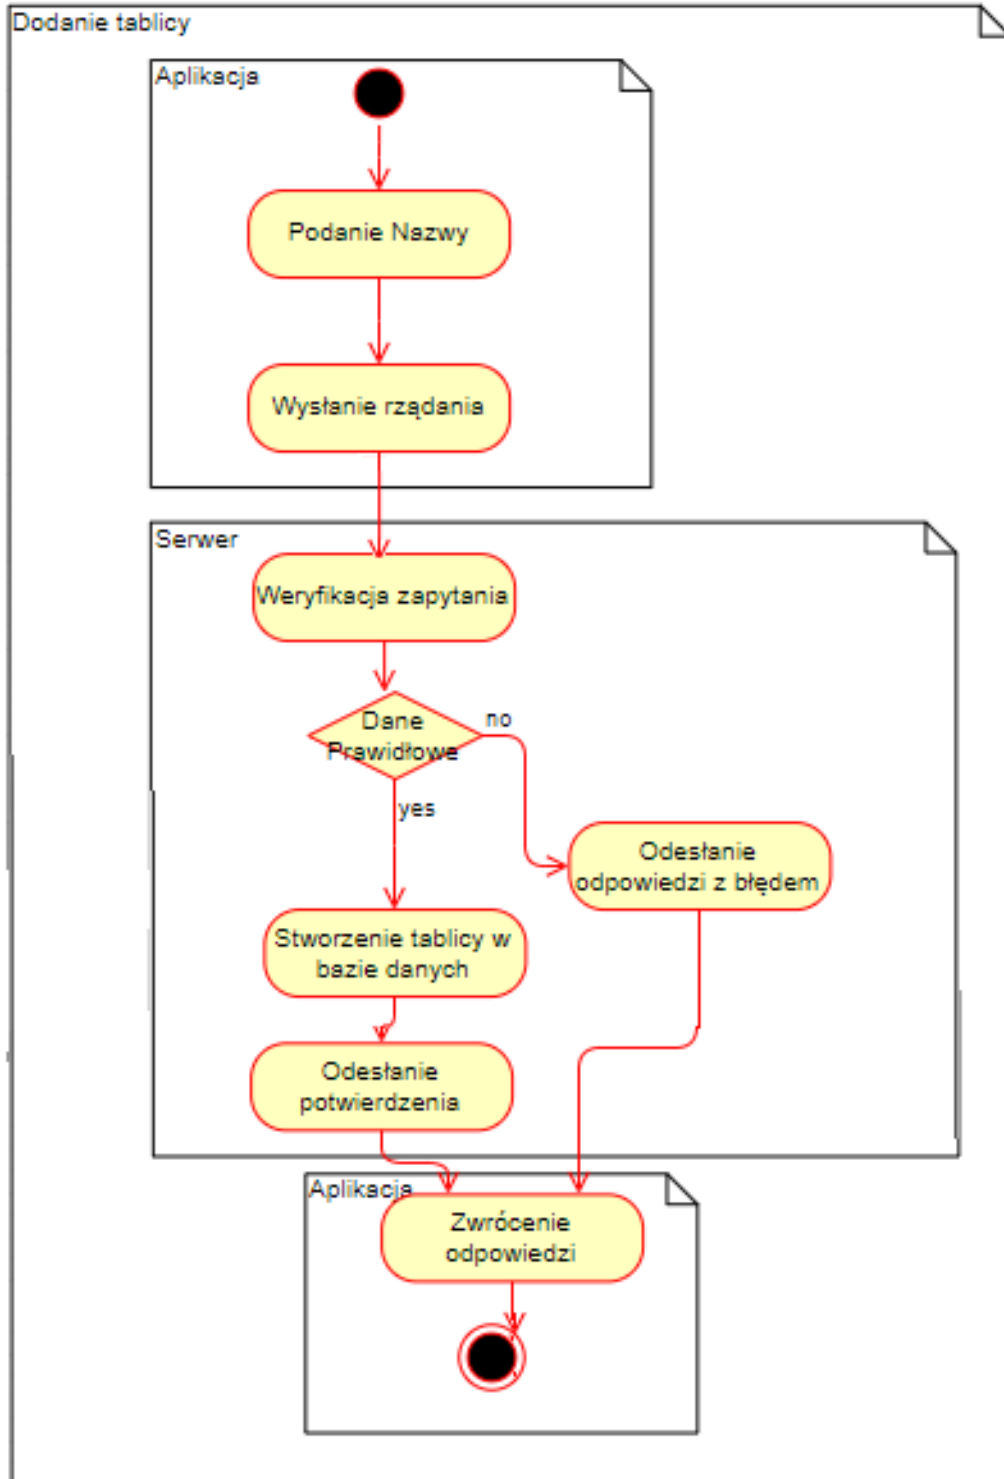 Dodanie tablicy
Aplikacja
Podanie Nazwy
Wysłanie rządania
Serwer
Weryfikacja zapytania
Dane
Prawidłowe
no
yes
Odesłanie
odpowiedzi z błędem
Stworzenie tablicy w
bazie danych
Odesłanie
potwierdzenia
Aplikacja
Zwrócenie
odpowiedzi